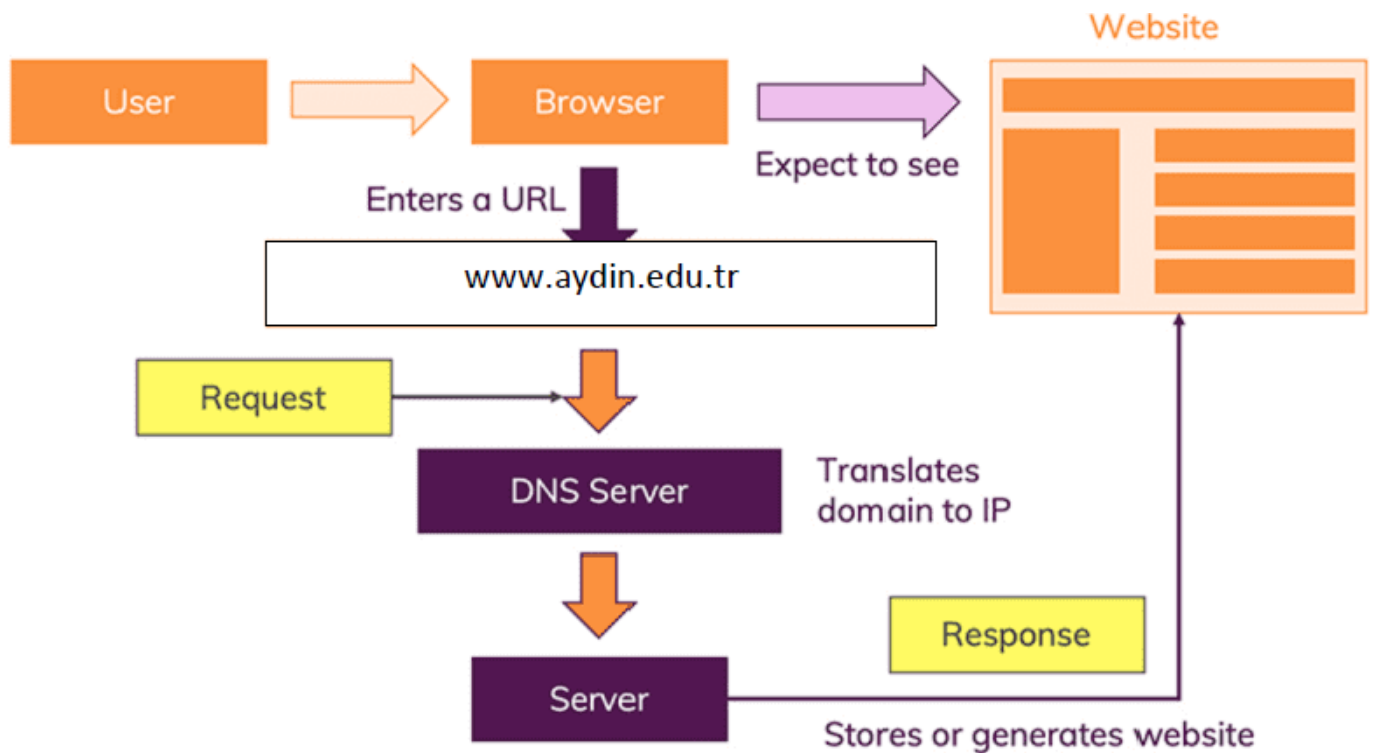 Website
User
Browser
Expect to see
Enters a URL
www.aydin.edu.tr
Request
DNS Server
Translates
domain to IP
Response
Server
Stores or generates website